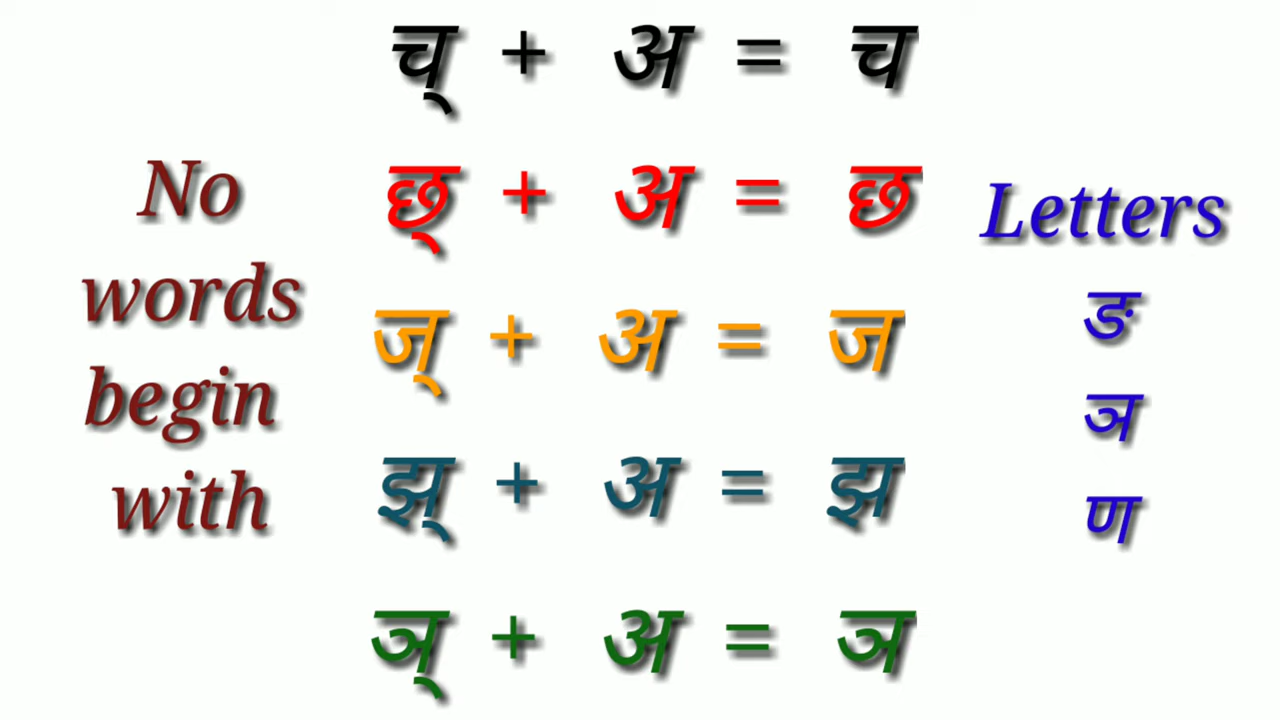 च् + अ = च
छ् + अ = छ
ज् + अ = ज
झ् + अ = झ
ञ् + अ = ञ
No
words
begin
with
Letters
ङ
ञ
ण